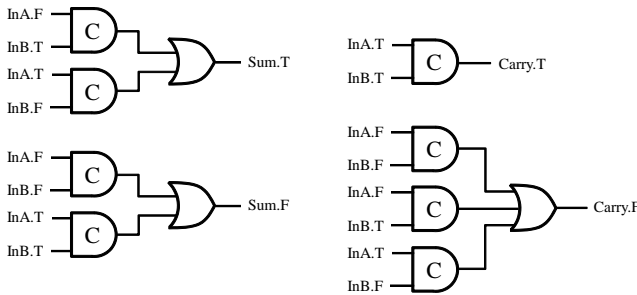 InA.F
C
InB.T
Sum.T
InA.T
C
InB.F
InA.F
C
InB.F
Sum.F
InA.T
C
InB.T
InA.T
C
Carry.T
InB.T
InA.F
C
InB.F
InA.F
C
Carry.F
InB.T
InA.T
C
InB.F